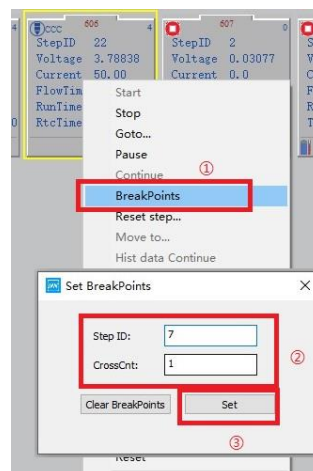 4
ccc 606 4
StepID 22
Voltage 3.78838
Current 50.00
FlowTim
RunTime
RtcTime
607 0
StepID 2
Voltage 0.03077
Current 0.0
Start
Stop
Goto...
Pause
Continue
①
BreakPoints
Reset step...
Move to...
Hist data Continue
Set BreakPoints
Step ID: 7
CrossCnt: 1
②
Clear BreakPoints
Set
③
Reset